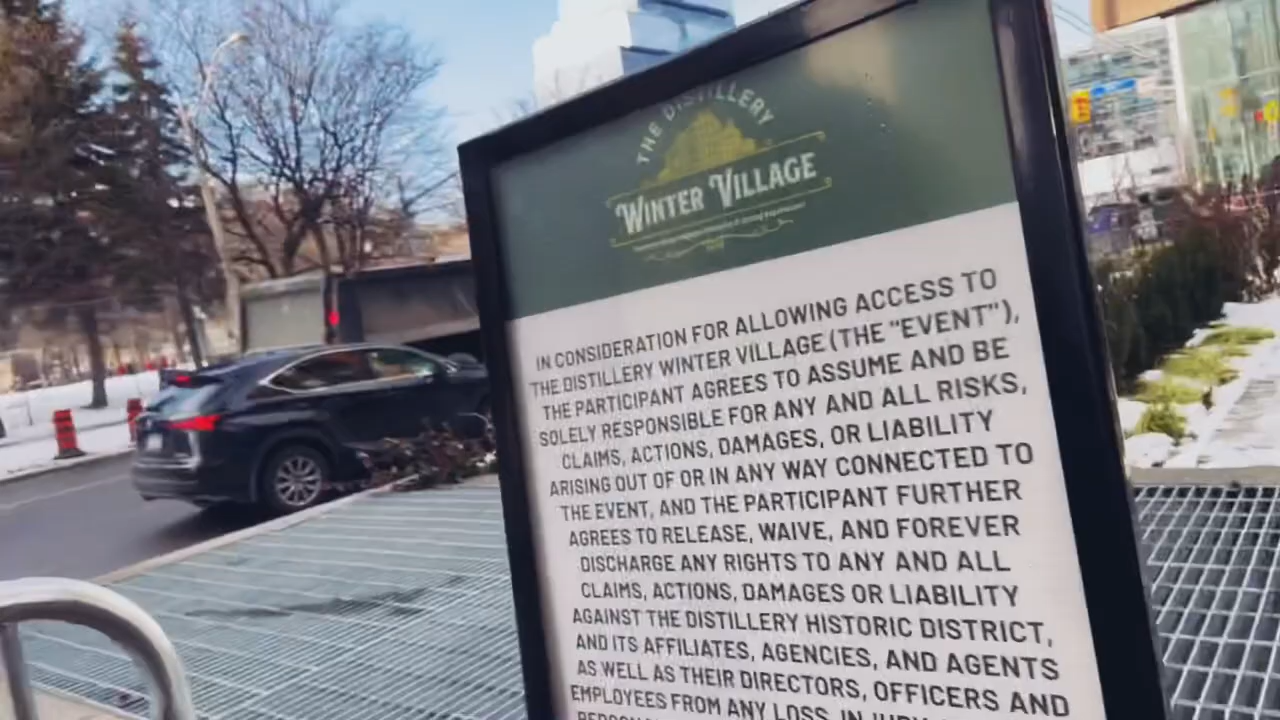 THE DISTILLERY
WINTER VILLAGE
IN CONSIDERATION FOR ALLOWING ACCESS TO
THE DISTILLERY WINTER VILLAGE (THE "EVENT"),
THE PARTICIPANT AGREES TO ASSUME AND BE
SOLELY RESPONSIBLE FOR ANY AND ALL RISKS,
CLAIMS, ACTIONS, DAMAGES, OR LIABILITY
ARISING OUT OF OR IN ANY WAY CONNECTED TO
THE EVENT, AND THE PARTICIPANT FURTHER
AGREES TO RELEASE, WAIVE, AND FOREVER
DISCHARGE ANY RIGHTS TO ANY AND ALL
CLAIMS, ACTIONS, DAMAGES OR LIABILITY
AGAINST THE DISTILLERY HISTORIC DISTRICT,
AND ITS AFFILIATES, AGENCIES, AND AGENTS
AS WELL AS THEIR DIRECTORS, OFFICERS AND
EMPLOYEES FROM ANY LOSS, INJURY